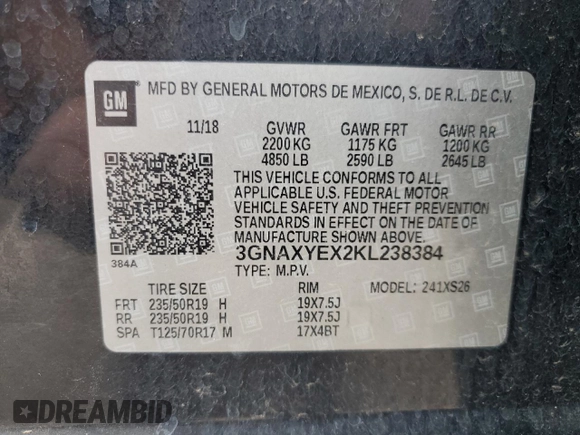 GM MFD BY GENERAL MOTORS DE MEXICO, S. DE R.L. DE C.V.
11/18 GVWR GAWR FRT GAWR RR
2200 KG 1175 KG 1200 KG
4850 LB 2590 LB 2645 LB
THIS VEHICLE CONFORMS TO ALL
APPLICABLE U.S. FEDERAL MOTOR
VEHICLE SAFETY AND THEFT PREVENTION
STANDARDS IN EFFECT ON THE DATE OF
MANUFACTURE SHOWN ABOVE.
384A
3GNAXYEX2KL238384
TYPE: M.P.V.
TIRE SIZE RIM MODEL: 241XS26
FRT 235/50R19 H 19X7.5J
RR 235/50R19 H 19X7.5J
SPA T125/70R17 M 17X4BT
DREAMBID